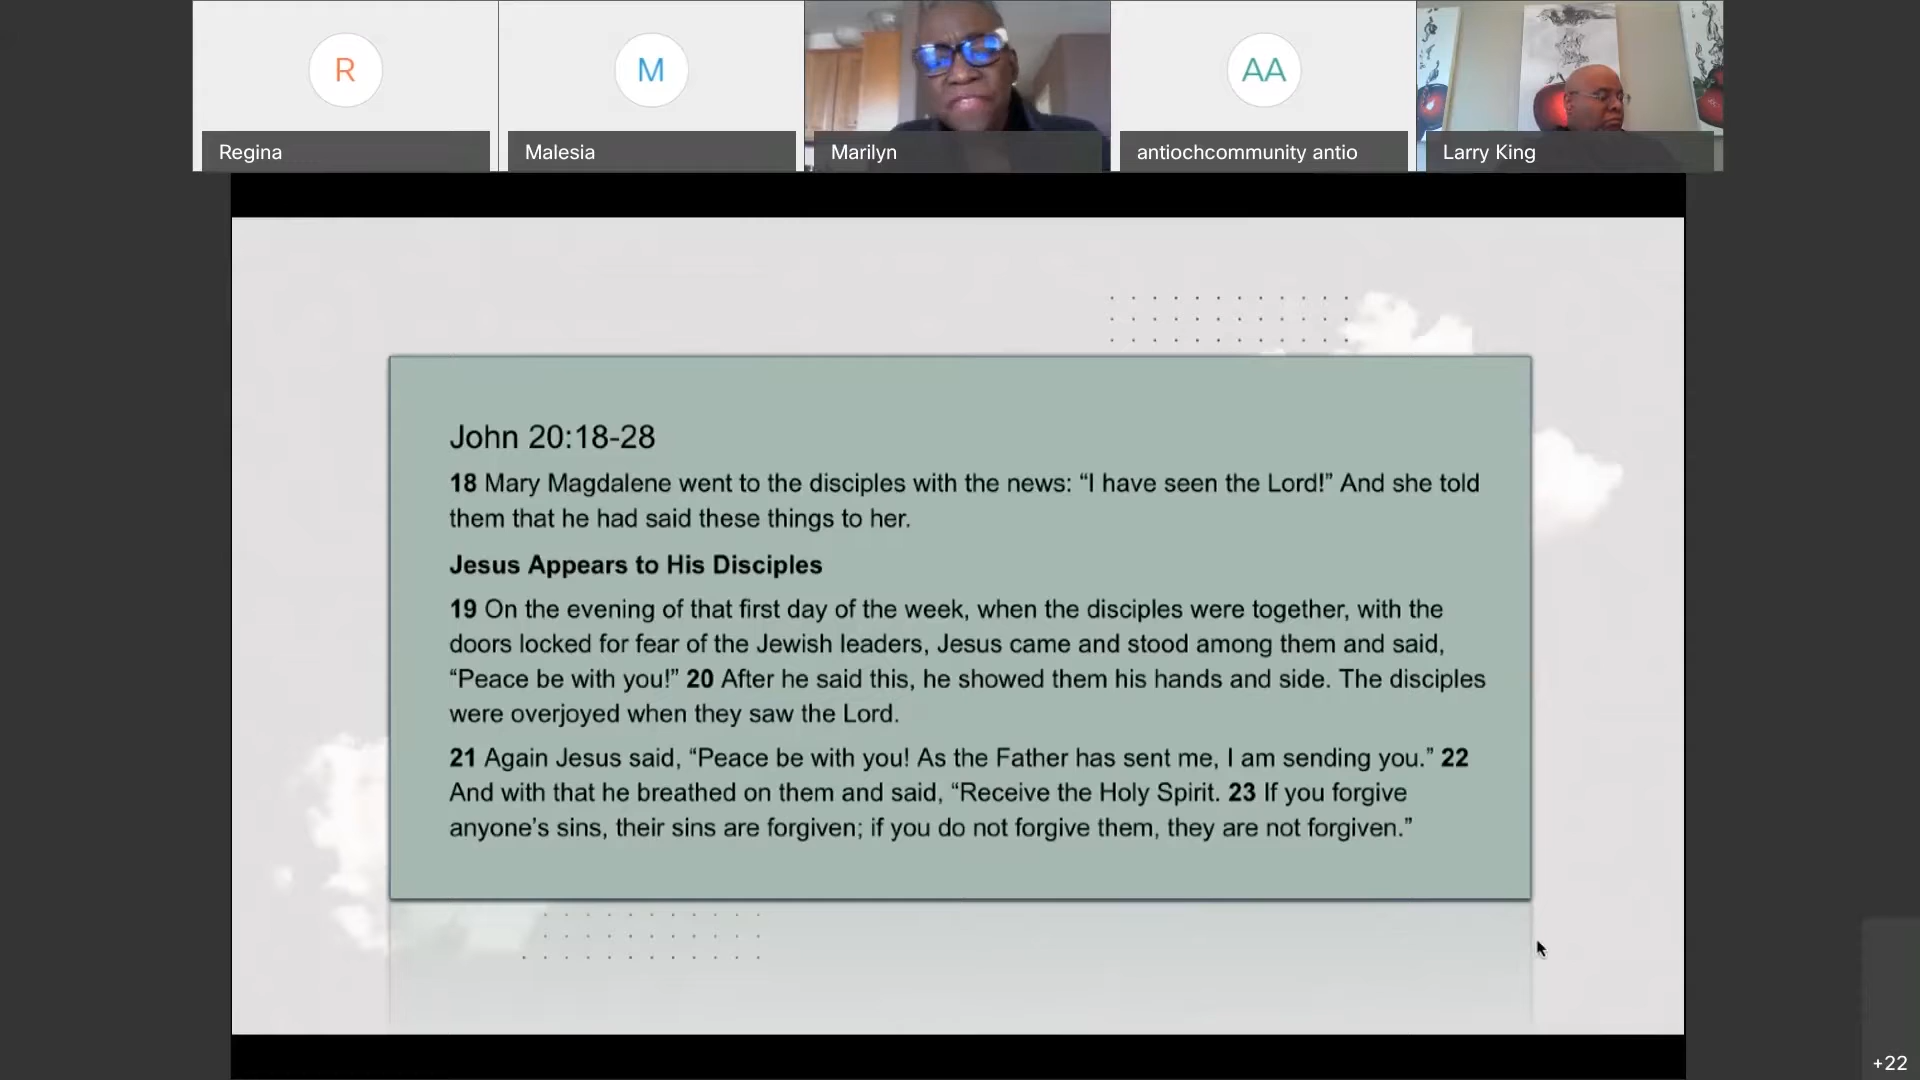 R
M
AA
Regina
Malesia
Marilyn
antiochcommunity antio
Larry King
John 20:18-28
18 Mary Magdalene went to the disciples with the news: “I have seen the Lord!” And she told
them that he had said these things to her.
Jesus Appears to His Disciples
19 On the evening of that first day of the week, when the disciples were together, with the
doors locked for fear of the Jewish leaders, Jesus came and stood among them and said,
“Peace be with you!” 20 After he said this, he showed them his hands and side. The disciples
were overjoyed when they saw the Lord.
21 Again Jesus said, “Peace be with you! As the Father has sent me, I am sending you.” 22
And with that he breathed on them and said, “Receive the Holy Spirit. 23 If you forgive
anyone’s sins, their sins are forgiven; if you do not forgive them, they are not forgiven.”
+22